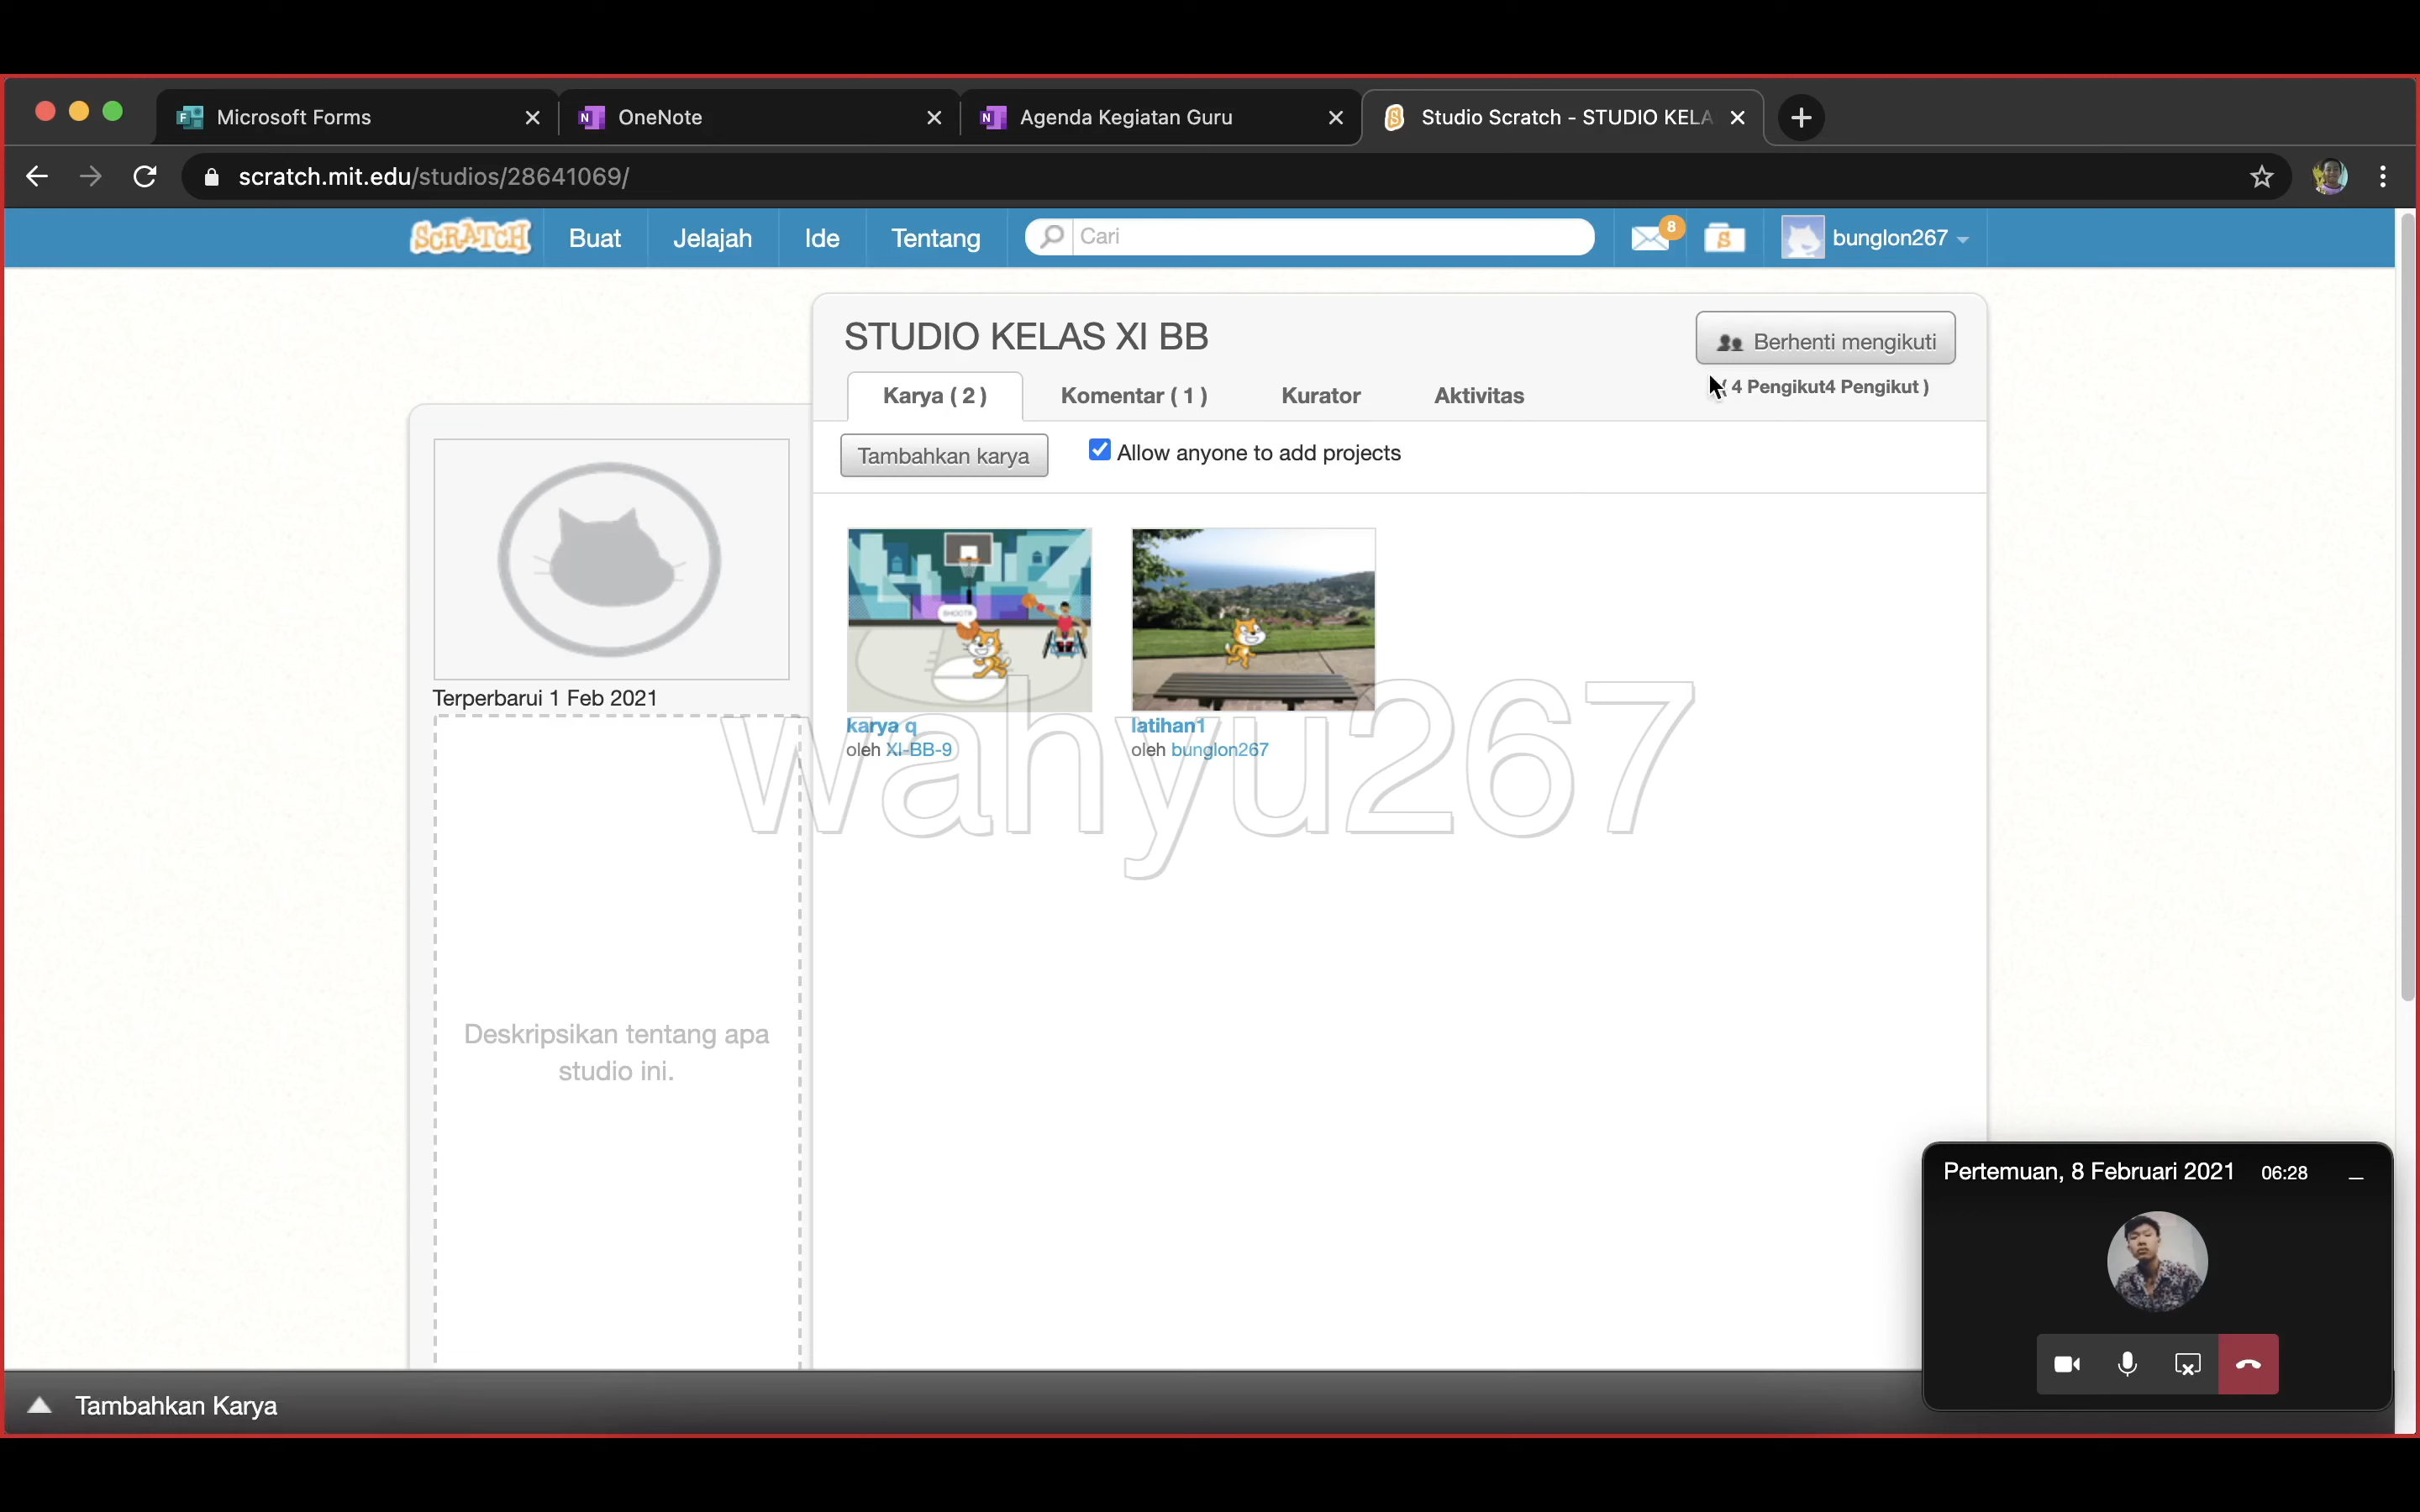 Microsoft Forms
OneNote
Agenda Kegiatan Guru
Studio Scratch - STUDIO KELA
scratch.mit.edu/studios/28641069/
SCRATCH
Buat
Jelajah
Ide
Tentang
Cari
8
bunglon267
STUDIO KELAS XI BB
Berhenti mengikuti
( 4 Pengikut4 Pengikut )
Karya ( 2 )
Komentar ( 1 )
Kurator
Aktivitas
Tambahkan karya
Allow anyone to add projects
SHOOT!!
karya q
oleh XI-BB-9
latihan1
oleh bunglon267
Terperbarui 1 Feb 2021
wahyu267
Deskripsikan tentang apa
studio ini.
Pertemuan, 8 Februari 2021 06:28
Tambahkan Karya